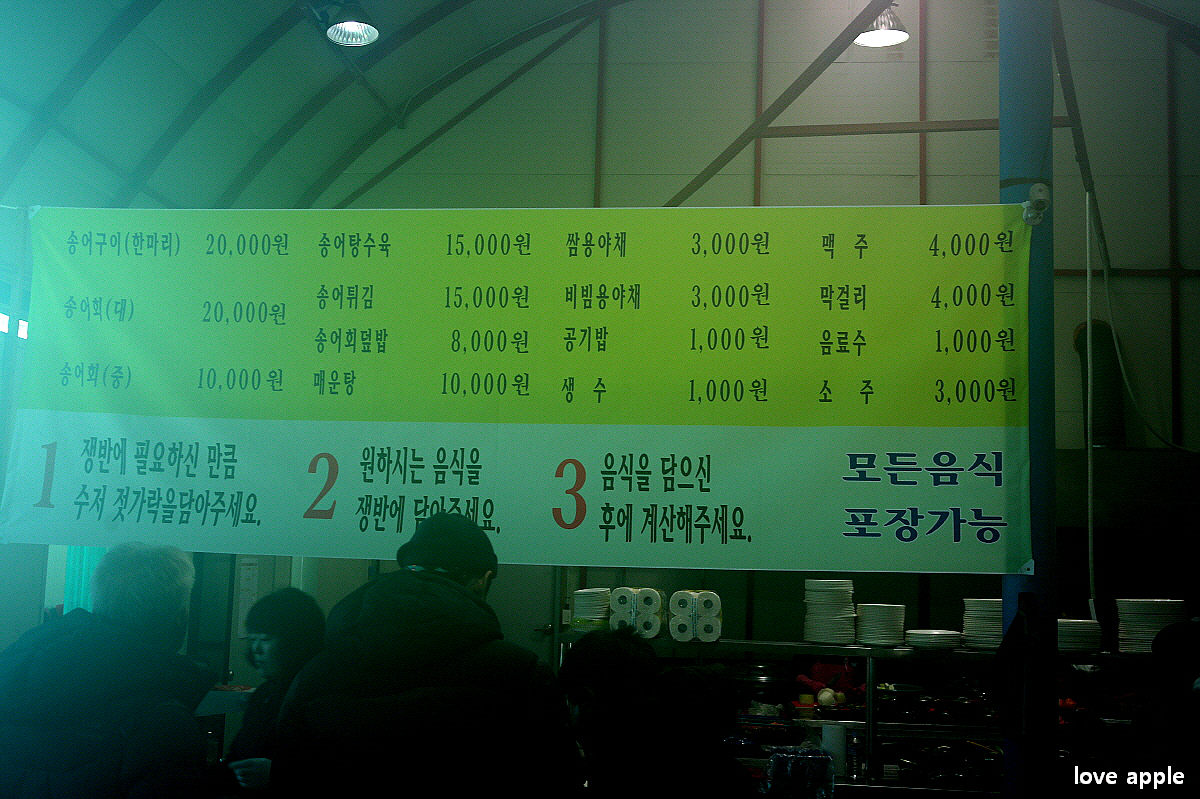 송어구이(한마리) 20,000원 송어탕수육 15,000원 쌈용야채 3,000원 맥 주 4,000원
송어회(대) 20,000원 송어튀김 15,000원 비빔용야채 3,000원 막걸리 4,000원
송어회덮밥 8,000원 공기밥 1,000원 음료수 1,000원
송어회(중) 10,000원 매운탕 10,000원 생 수 1,000원 소 주 3,000원
1 쟁반에 필요하신 만큼
수저 젓가락을담아주세요.
2 원하시는 음식을
쟁반에 담아주세요.
3 음식을 담으신
후에 계산해주세요.
모든음식
포장가능
love apple